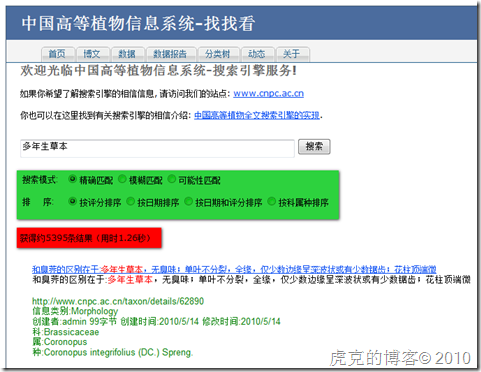 中国高等植物信息系统-找找看
首页 博文 数据 数据报告 分类树 动态 关于
欢迎光临中国高等植物信息系统-搜索引擎服务!
如果你希望了解搜索引擎的相信信息,请访问我们的站点: www.cnpc.ac.cn
你也可以在这里找到有关搜索引擎的相信介绍: 中国高等植物全文搜索引擎的实现.
多年生草本 搜索
搜索模式: 精确匹配 模糊匹配 可能性匹配
排 序: 按评分排序 按日期排序 按日期和评分排序 按科属种排序
获得约5395条结果 (用时1.26秒)
和臭荠的区别在于:多年生草本，无臭味；单叶不分裂，全缘，仅少数边缘呈深波状或有少数锯齿；花柱顶端微
和臭荠的区别在于:多年生草本，无臭味；单叶不分裂，全缘，仅少数边缘呈深波状或有少数锯齿；花柱顶端微
http://www.cnpc.ac.cn/taxon/details/62890
信息类别:Morphology
创建者:admin 99字节 创建时间:2010/5/14 修改时间:2010/5/14
科:Brassicaceae
属:Coronopus
种:Coronopus integrifolius (DC.) Spreng.
虎克的博客© 2010